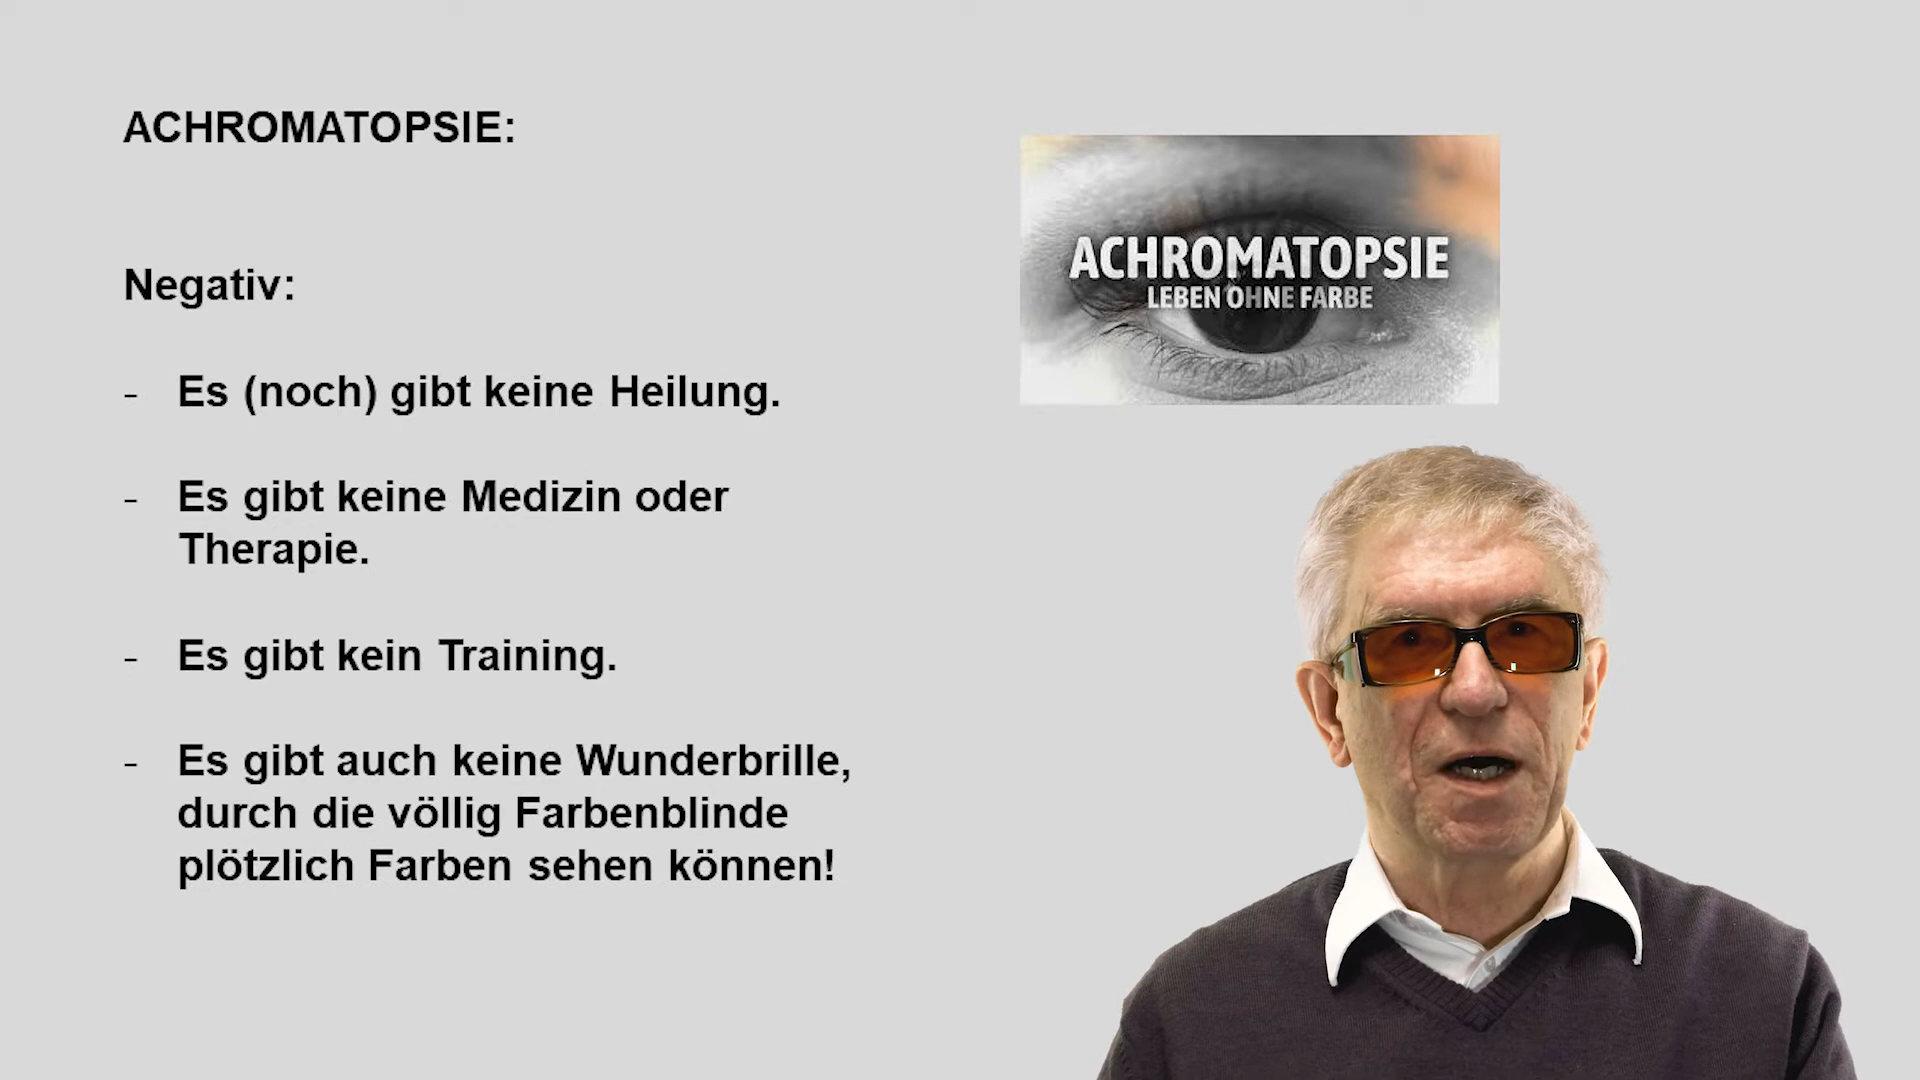 ACHROMATOPSIE:
Negativ:
- Es (noch) gibt keine Heilung.
- Es gibt keine Medizin oder
Therapie.
- Es gibt kein Training.
- Es gibt auch keine Wunderbrille,
durch die völlig Farbenblinde
plötzlich Farben sehen können!
ACHROMATOPSIE
LEBEN OHNE FARBE